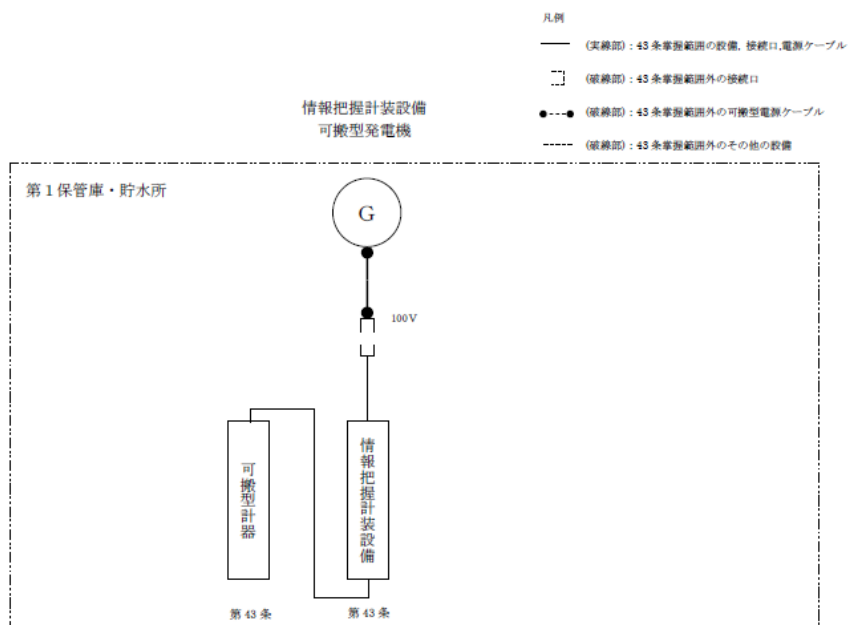 凡例
(実線部):43条掌握範囲の設備, 接続口,電源ケーブル
(破線部):43条掌握範囲外の接続口
(破線部):43条掌握範囲外の可搬型電源ケーブル
(破線部):43条掌握範囲外のその他の設備
情報把握計装設備
可搬型発電機
第1保管庫・貯水所
G
100V
可搬型計器
情報把握計装設備
第43条
第43条